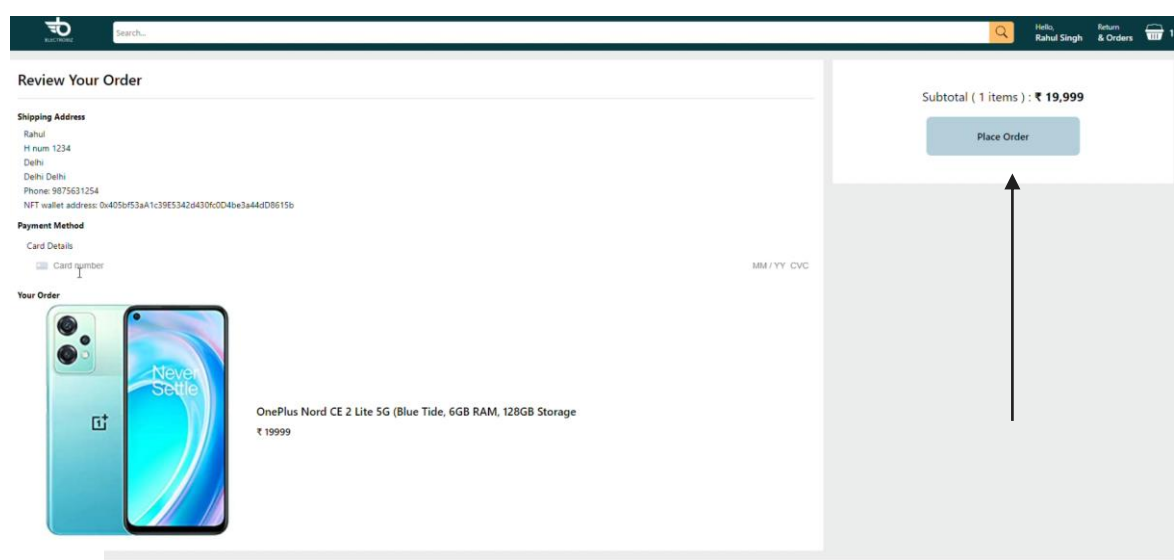 Search...
Hello,
Rahul Singh
Return
& Orders
1
Review Your Order
Shipping Address
Rahul
H num 1234
Delhi
Delhi Delhi
Phone: 9875631254
NFT wallet address: 0x405bf53aA1c39E5342d430fc0D4be3a44dD8615b
Payment Method
Card Details
Card number
MM / YY CVC
Your Order
Never
Settle
OnePlus Nord CE 2 Lite 5G (Blue Tide, 6GB RAM, 128GB Storage
₹ 19999
Subtotal ( 1 items ) : ₹ 19,999
Place Order